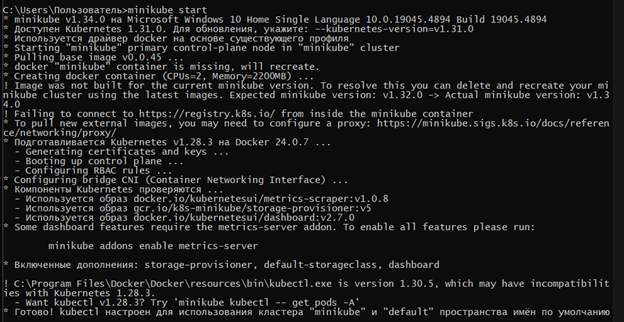 C:\Users\Пользователь>minikube start
* minikube v1.34.0 на Microsoft Windows 10 Home Single Language 10.0.19045.4894 Build 19045.4894
* Доступен Kubernetes 1.31.0. Для обновления, укажите: --kubernetes-version=v1.31.0
* Используется драйвер docker на основе существующего профиля
* Starting "minikube" primary control-plane node in "minikube" cluster
* Pulling base image v0.0.45 ...
* docker "minikube" container is missing, will recreate.
* Creating docker container (CPUs=2, Memory=2200MB) ...
! Image was not built for the current minikube version. To resolve this you can delete and recreate your mi
nikube cluster using the latest images. Expected minikube version: v1.32.0 -> Actual minikube version: v1.3
4.0
! Failing to connect to https://registry.k8s.io/ from inside the minikube container
* To pull new external images, you may need to configure a proxy: https://minikube.sigs.k8s.io/docs/referen
ce/networking/proxy/
* Подготавливается Kubernetes v1.28.3 на Docker 24.0.7 ...
  - Generating certificates and keys ...
  - Booting up control plane ...
  - Configuring RBAC rules ...
* Configuring bridge CNI (Container Networking Interface) ...
* Компоненты Kubernetes проверяются ...
  - Используется образ docker.io/kubernetesui/metrics-scraper:v1.0.8
  - Используется образ gcr.io/k8s-minikube/storage-provisioner:v5
  - Используется образ docker.io/kubernetesui/dashboard:v2.7.0
* Some dashboard features require the metrics-server addon. To enable all features please run:
        minikube addons enable metrics-server
* Включенные дополнения: storage-provisioner, default-storageclass, dashboard
! C:\Program Files\Docker\Docker\resources\bin\kubectl.exe is version 1.30.5, which may have incompatibilit
ies with Kubernetes 1.28.3.
  - Want kubectl v1.28.3? Try 'minikube kubectl -- get pods -A'
* Готово! kubectl настроен для использования кластера "minikube" и "default" пространства имён по умолчанию